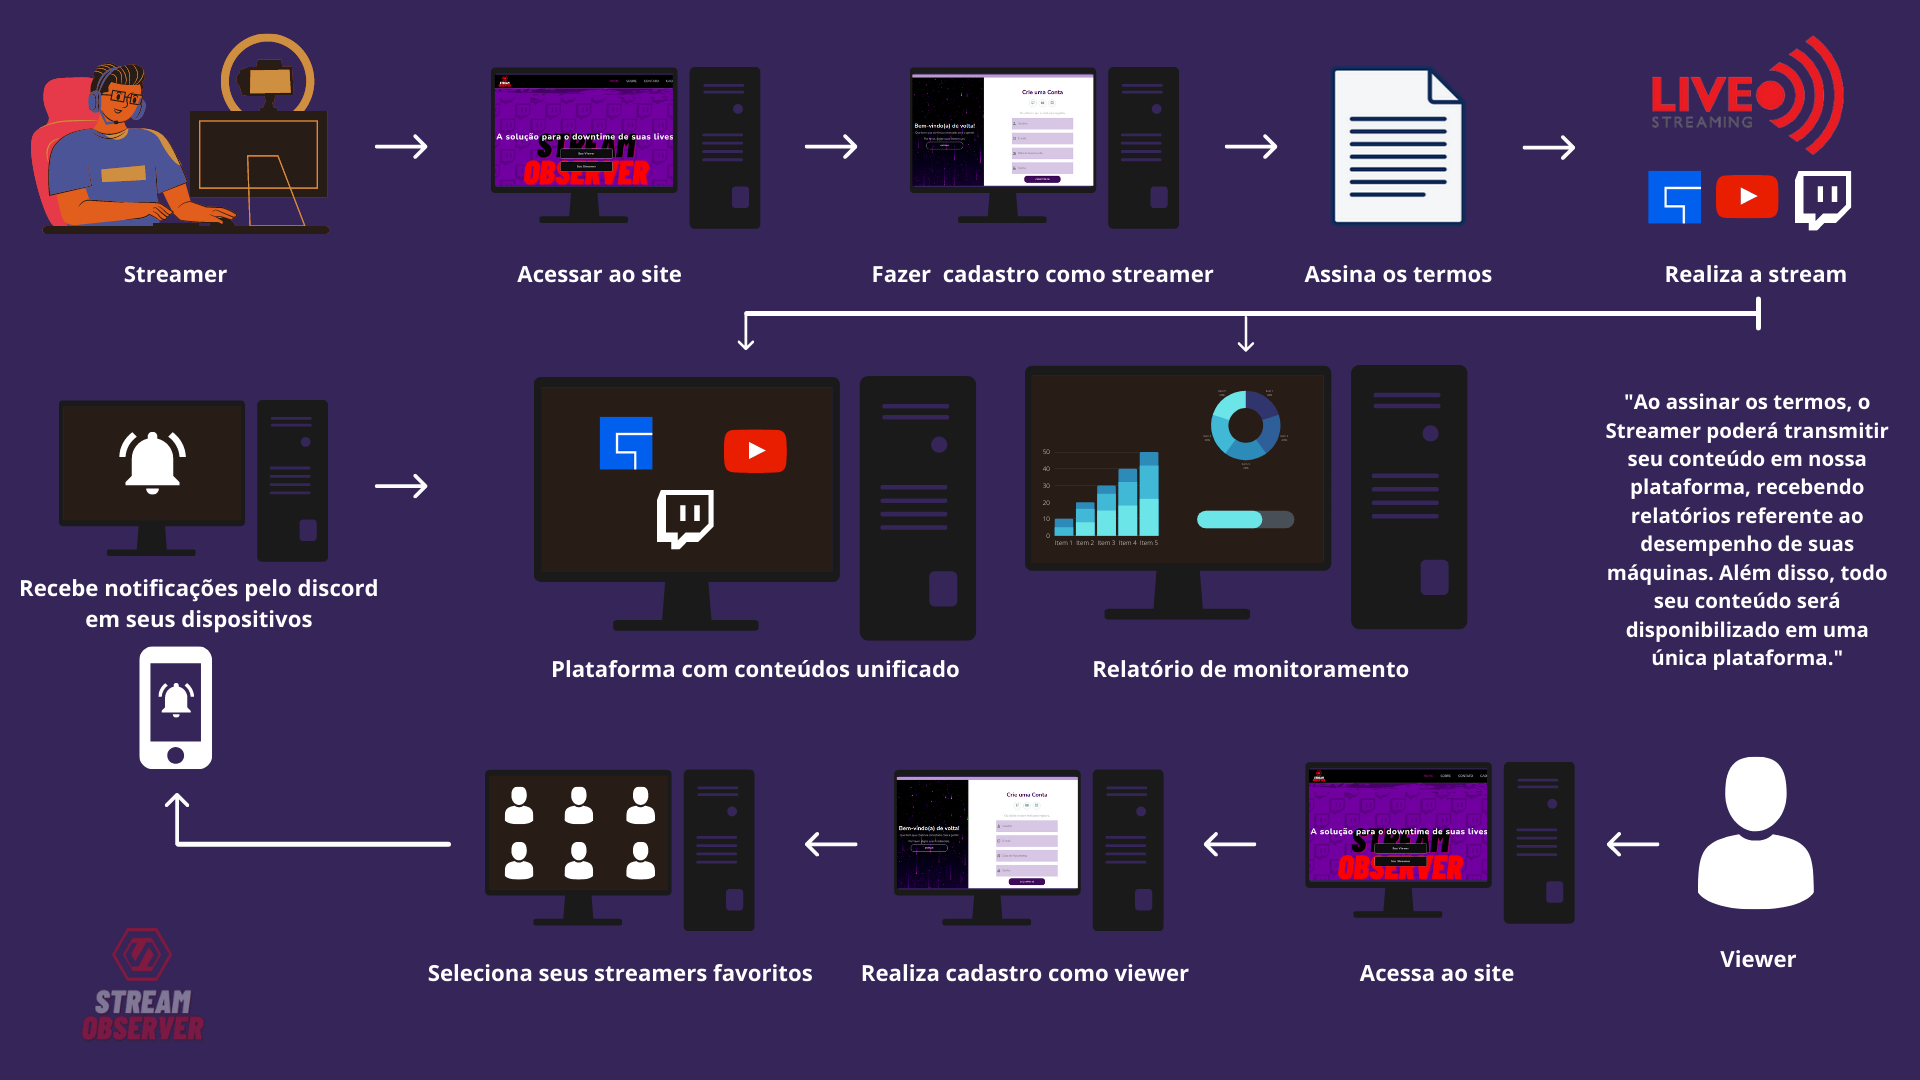 LIVE
STREAMING
A solução para o downtime de suas lives
STREAM
OBSERVER
Crie uma Conta
Bem-vindo(a) de volta!
Streamer
Acessar ao site
Fazer cadastro como streamer
Assina os termos
Realiza a stream
"Ao assinar os termos, o
Streamer poderá transmitir
seu conteúdo em nossa
plataforma, recebendo
relatórios referente ao
desempenho de suas
máquinas. Além disso, todo
seu conteúdo será
disponibilizado em uma
única plataforma."
50
40
30
20
10
0
Item 1 Item 2 Item 3 Item 4 Item 5
Recebe notificações pelo discord
em seus dispositivos
Plataforma com conteúdos unificado
Relatório de monitoramento
Crie uma Conta
Bem-vindo(a) de volta!
A solução para o downtime de suas lives
STREAM
OBSERVER
Seleciona seus streamers favoritos
Realiza cadastro como viewer
Acessa ao site
Viewer
STREAM
OBSERVER